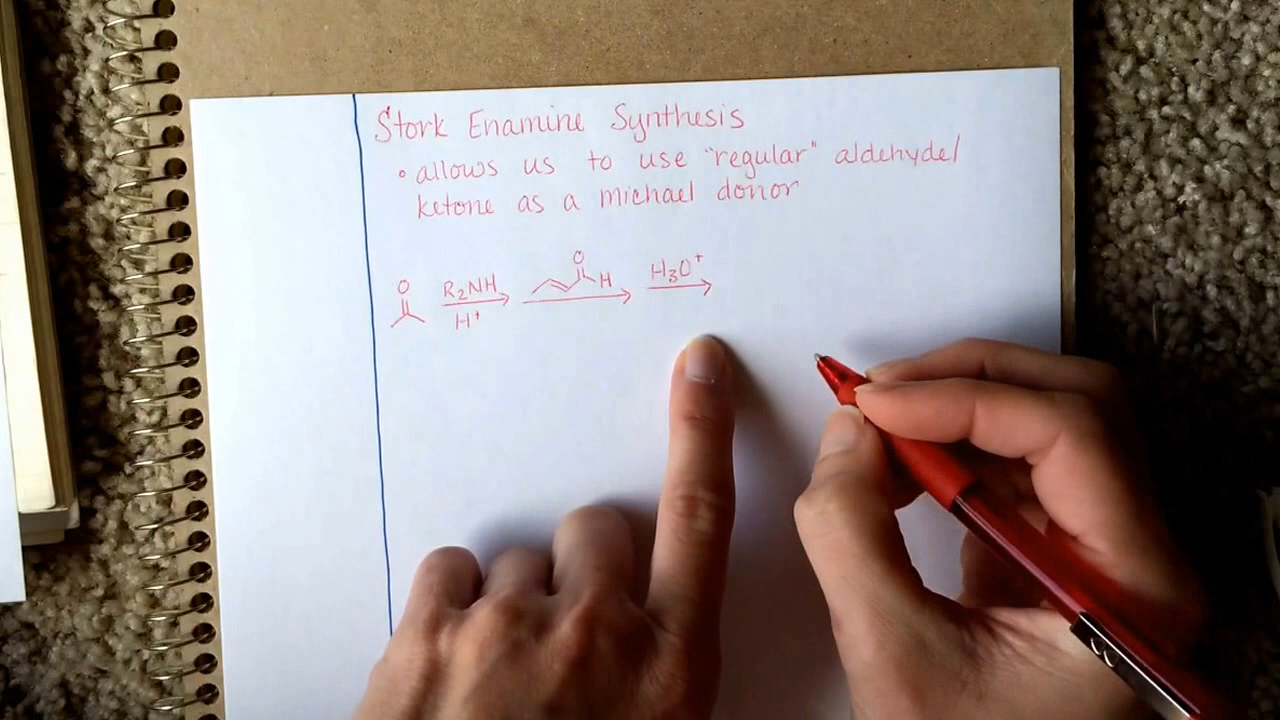 Stork Enamine Synthesis
• allows us to use "regular" aldehyde/
ketone as a michael donor
O
R₂NH
H⁺
O
H
H₃O⁺